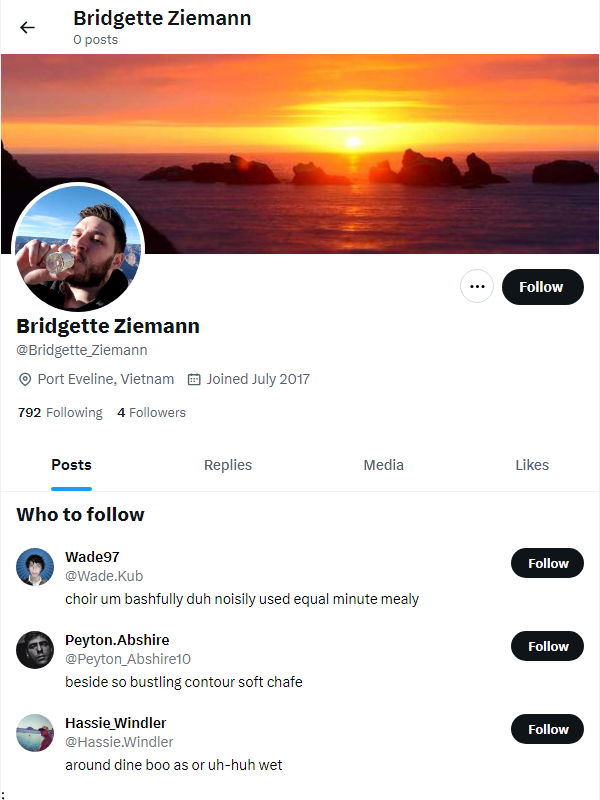 Bridgette Ziemann
0 posts
Follow
Bridgette Ziemann
@Bridgette_Ziemann
Port Eveline, Vietnam Joined July 2017
792 Following 4 Followers
Posts Replies Media Likes
Who to follow
Wade97
@Wade.Kub
Follow
choir um bashfully duh noisily used equal minute mealy
Peyton.Abshire
@Peyton_Abshire10
Follow
beside so bustling contour soft chafe
Hassie_Windler
@Hassie.Windler
Follow
around dine boo as or uh-huh wet
;